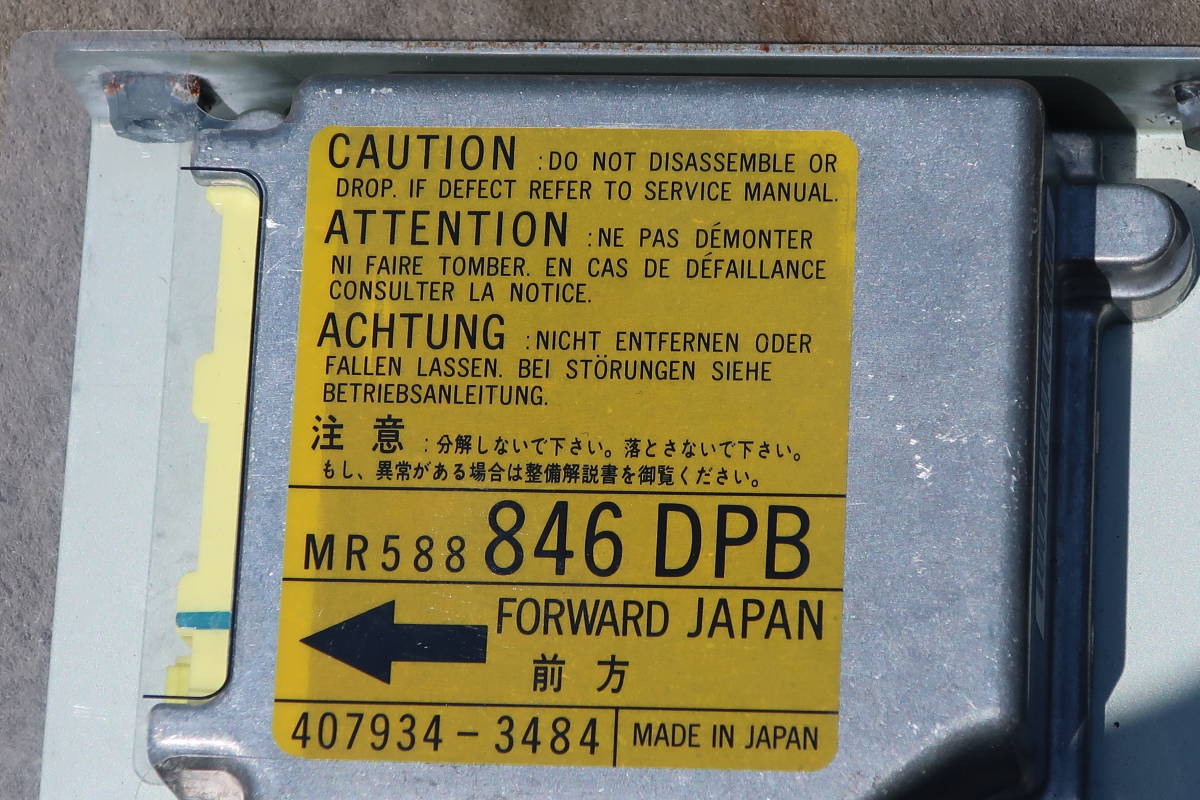 CAUTION :DO NOT DISASSEMBLE OR
DROP. IF DEFECT REFER TO SERVICE MANUAL.
ATTENTION :NE PAS DÉMONTER
NI FAIRE TOMBER. EN CAS DE DÉFAILLANCE
CONSULTER LA NOTICE.
ACHTUNG :NICHT ENTFERNEN ODER
FALLEN LASSEN. BEI STÖRUNGEN SIEHE
BETRIEBSANLEITUNG.
注意 :分解しないで下さい。落とさないで下さい。
もし、異常がある場合は整備解説書を御覧ください。
MR588 846 DPB
FORWARD JAPAN
前方
407934-3484 MADE IN JAPAN